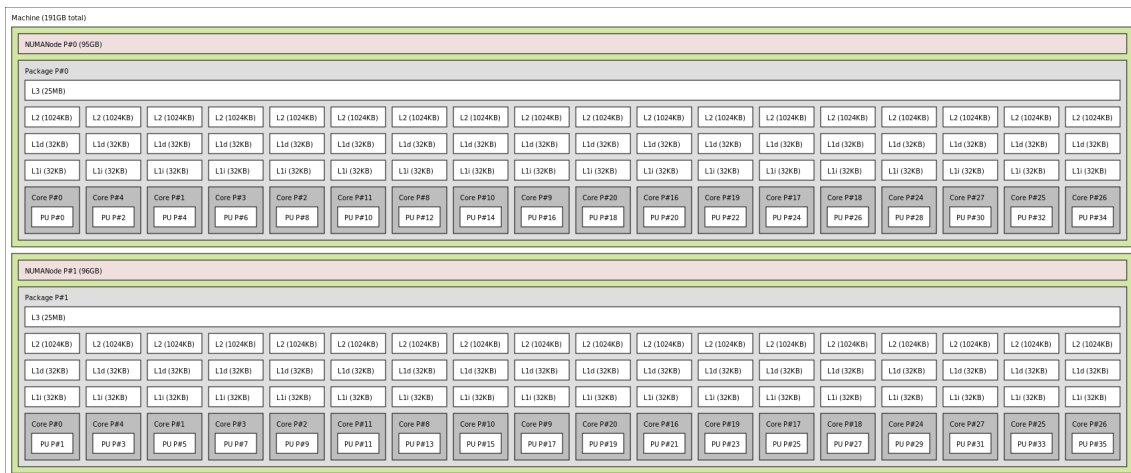 Machine (191GB total)
NUMANode P#0 (95GB)
Package P#0
L3 (25MB)
L2 (1024KB) L2 (1024KB) L2 (1024KB) L2 (1024KB) L2 (1024KB) L2 (1024KB) L2 (1024KB) L2 (1024KB) L2 (1024KB) L2 (1024KB) L2 (1024KB) L2 (1024KB) L2 (1024KB) L2 (1024KB) L2 (1024KB) L2 (1024KB) L2 (1024KB) L2 (1024KB)
L1d (32KB) L1d (32KB) L1d (32KB) L1d (32KB) L1d (32KB) L1d (32KB) L1d (32KB) L1d (32KB) L1d (32KB) L1d (32KB) L1d (32KB) L1d (32KB) L1d (32KB) L1d (32KB) L1d (32KB) L1d (32KB) L1d (32KB) L1d (32KB)
L1i (32KB) L1i (32KB) L1i (32KB) L1i (32KB) L1i (32KB) L1i (32KB) L1i (32KB) L1i (32KB) L1i (32KB) L1i (32KB) L1i (32KB) L1i (32KB) L1i (32KB) L1i (32KB) L1i (32KB) L1i (32KB) L1i (32KB) L1i (32KB)
Core P#0 Core P#4 Core P#1 Core P#3 Core P#2 Core P#11 Core P#8 Core P#10 Core P#9 Core P#20 Core P#16 Core P#19 Core P#17 Core P#18 Core P#24 Core P#27 Core P#25 Core P#26
PU P#0 PU P#2 PU P#4 PU P#6 PU P#8 PU P#10 PU P#12 PU P#14 PU P#16 PU P#18 PU P#20 PU P#22 PU P#24 PU P#26 PU P#28 PU P#30 PU P#32 PU P#34
NUMANode P#1 (96GB)
Package P#1
L3 (25MB)
L2 (1024KB) L2 (1024KB) L2 (1024KB) L2 (1024KB) L2 (1024KB) L2 (1024KB) L2 (1024KB) L2 (1024KB) L2 (1024KB) L2 (1024KB) L2 (1024KB) L2 (1024KB) L2 (1024KB) L2 (1024KB) L2 (1024KB) L2 (1024KB) L2 (1024KB) L2 (1024KB)
L1d (32KB) L1d (32KB) L1d (32KB) L1d (32KB) L1d (32KB) L1d (32KB) L1d (32KB) L1d (32KB) L1d (32KB) L1d (32KB) L1d (32KB) L1d (32KB) L1d (32KB) L1d (32KB) L1d (32KB) L1d (32KB) L1d (32KB) L1d (32KB)
L1i (32KB) L1i (32KB) L1i (32KB) L1i (32KB) L1i (32KB) L1i (32KB) L1i (32KB) L1i (32KB) L1i (32KB) L1i (32KB) L1i (32KB) L1i (32KB) L1i (32KB) L1i (32KB) L1i (32KB) L1i (32KB) L1i (32KB) L1i (32KB)
Core P#0 Core P#4 Core P#1 Core P#3 Core P#2 Core P#11 Core P#8 Core P#10 Core P#9 Core P#20 Core P#16 Core P#19 Core P#17 Core P#18 Core P#24 Core P#27 Core P#25 Core P#26
PU P#1 PU P#3 PU P#5 PU P#7 PU P#9 PU P#11 PU P#13 PU P#15 PU P#17 PU P#19 PU P#21 PU P#23 PU P#25 PU P#27 PU P#29 PU P#31 PU P#33 PU P#35